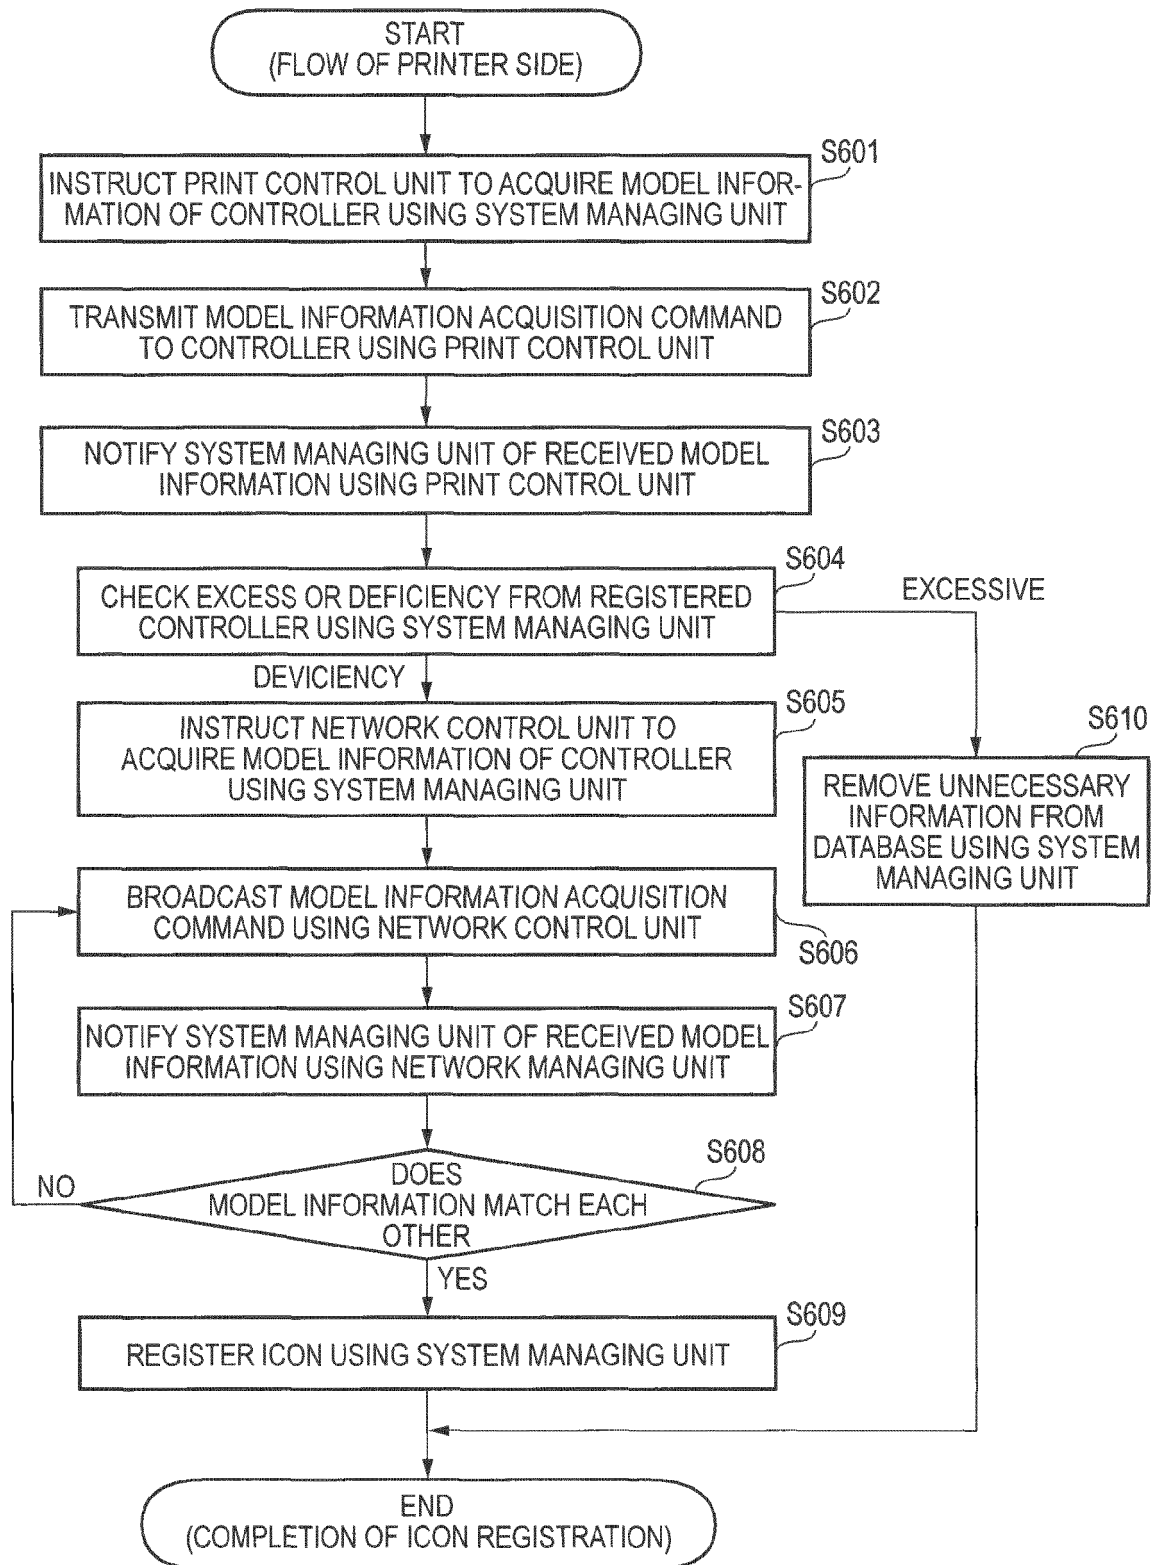 START
(FLOW OF PRINTER SIDE)
S601
INSTRUCT PRINT CONTROL UNIT TO ACQUIRE MODEL INFOR-
MATION OF CONTROLLER USING SYSTEM MANAGING UNIT
S602
TRANSMIT MODEL INFORMATION ACQUISITION COMMAND
TO CONTROLLER USING PRINT CONTROL UNIT
S603
NOTIFY SYSTEM MANAGING UNIT OF RECEIVED MODEL
INFORMATION USING PRINT CONTROL UNIT
S604
CHECK EXCESS OR DEFICIENCY FROM REGISTERED
CONTROLLER USING SYSTEM MANAGING UNIT
EXCESSIVE
DEVICIENCY
S605
INSTRUCT NETWORK CONTROL UNIT TO
ACQUIRE MODEL INFORMATION OF CONTROLLER
USING SYSTEM MANAGING UNIT
S610
REMOVE UNNECESSARY
INFORMATION FROM
DATABASE USING SYSTEM
MANAGING UNIT
BROADCAST MODEL INFORMATION ACQUISITION
COMMAND USING NETWORK CONTROL UNIT
S606
S607
NOTIFY SYSTEM MANAGING UNIT OF RECEIVED MODEL
INFORMATION USING NETWORK MANAGING UNIT
S608
DOES
MODEL INFORMATION MATCH EACH
OTHER
NO
YES
S609
REGISTER ICON USING SYSTEM MANAGING UNIT
END
(COMPLETION OF ICON REGISTRATION)